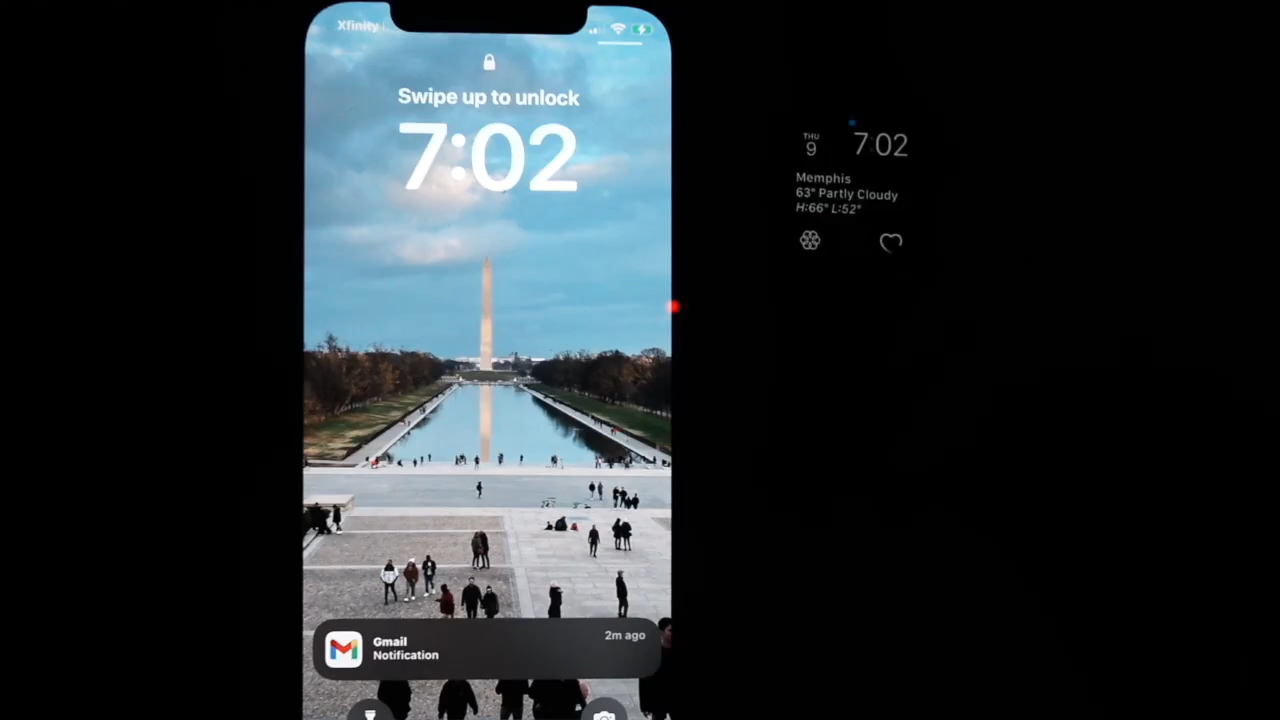 Xfinity
Swipe up to unlock
7:02
Gmail
2m ago
Notification
THU
9
7:02
Memphis
63° Partly Cloudy
H:66° L:52°